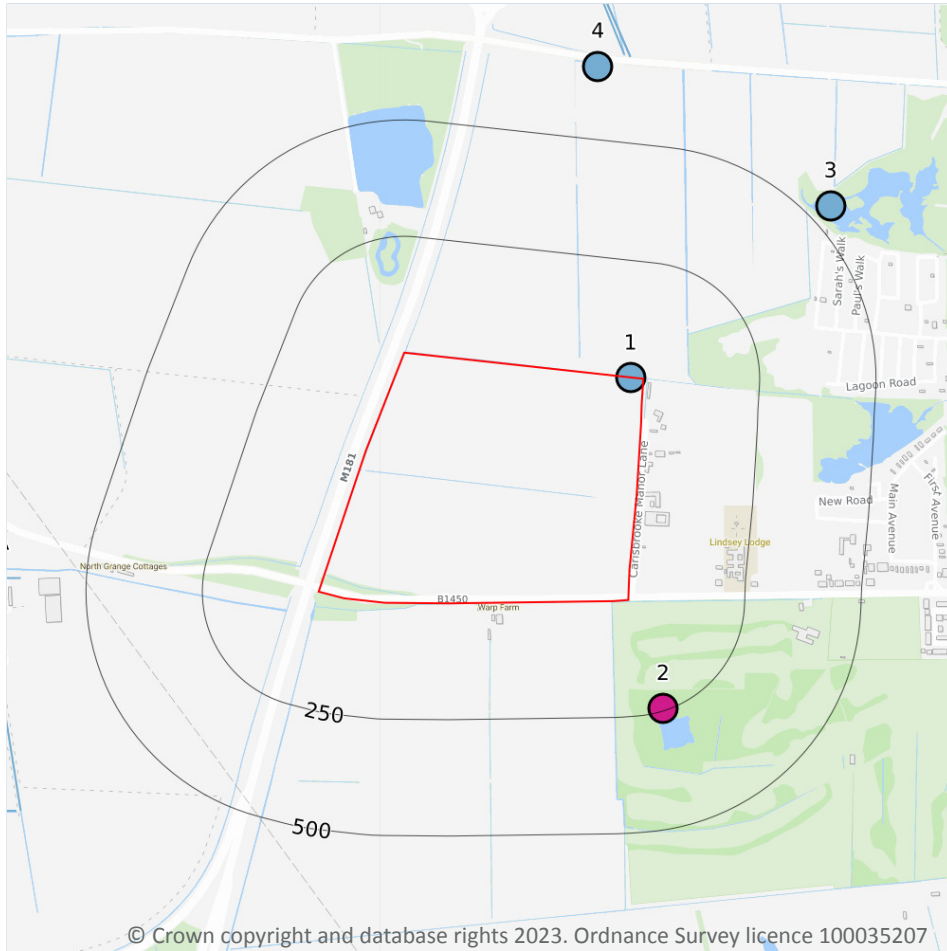 4
3
Sarah's Walk
Paul's Walk
1
Lagoon Road
M181
Carisbrooke Manor Lane
New Road
Main Avenue
First Avenue
Lindsey Lodge
North Grange Cottages
B1450
Warp Farm
2
250
500
© Crown copyright and database rights 2023. Ordnance Survey licence 100035207